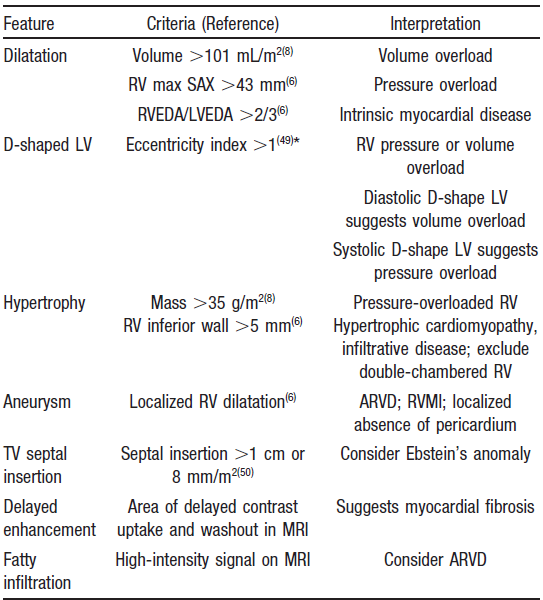 Feature Criteria (Reference) Interpretation
Dilatation Volume >101 mL/m²⁽⁸⁾ Volume overload
RV max SAX >43 mm⁽⁶⁾ Pressure overload
RVEDA/LVEDA >2/3⁽⁶⁾ Intrinsic myocardial disease
D-shaped LV Eccentricity index >1⁽⁴⁹⁾* RV pressure or volume
overload
Diastolic D-shape LV
suggests volume overload
Systolic D-shape LV suggests
pressure overload
Hypertrophy Mass >35 g/m²⁽⁸⁾ Pressure-overloaded RV
RV inferior wall >5 mm⁽⁶⁾ Hypertrophic cardiomyopathy,
infiltrative disease; exclude
double-chambered RV
Aneurysm Localized RV dilatation⁽⁶⁾ ARVD; RVMI; localized
absence of pericardium
TV septal Septal insertion >1 cm or Consider Ebstein’s anomaly
insertion 8 mm/m²⁽⁵⁰⁾
Delayed Area of delayed contrast Suggests myocardial fibrosis
enhancement uptake and washout in MRI
Fatty High-intensity signal on MRI Consider ARVD
infiltration